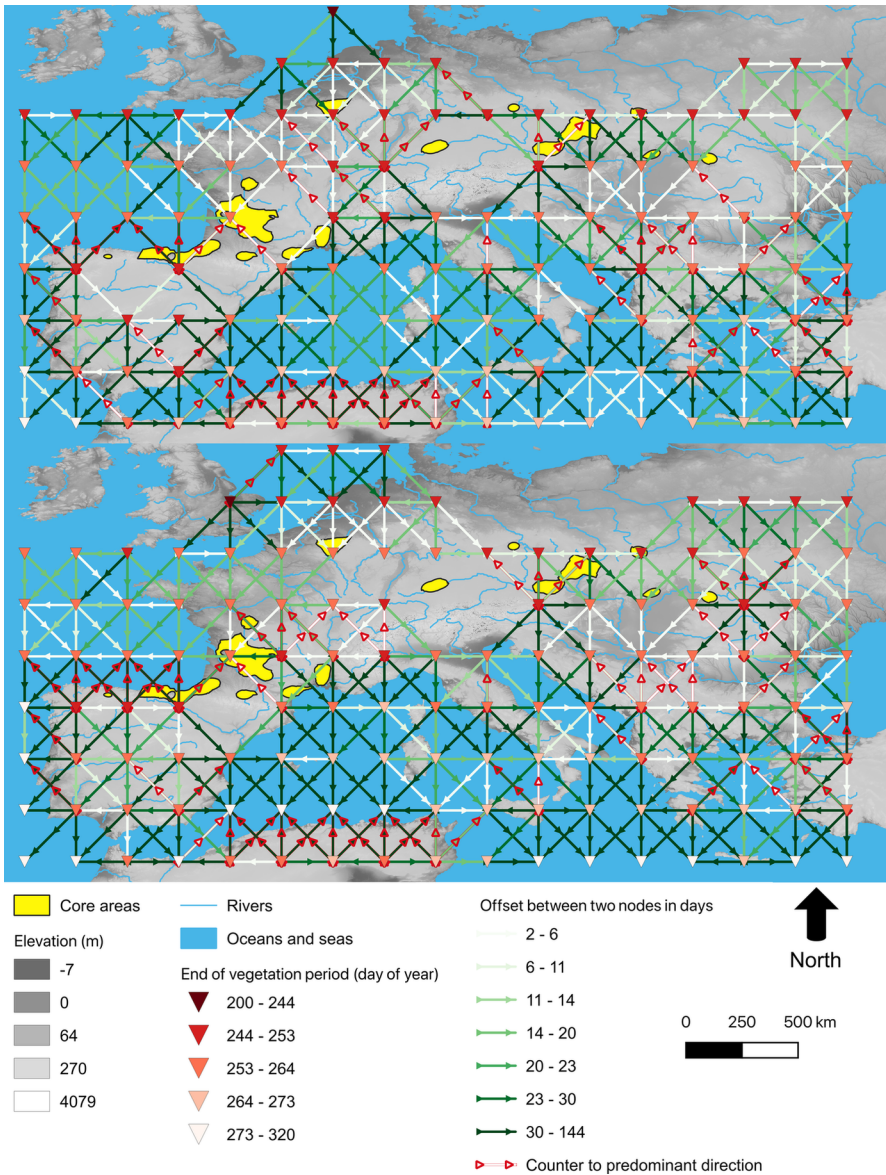 Core areas
Elevation (m)
-7
0
64
270
4079
Rivers
Oceans and seas
End of vegetation period (day of year)
200 - 244
244 - 253
253 - 264
264 - 273
273 - 320
Offset between two nodes in days
2 - 6
6 - 11
11 - 14
14 - 20
20 - 23
23 - 30
30 - 144
Counter to predominant direction
North
0 250 500 km